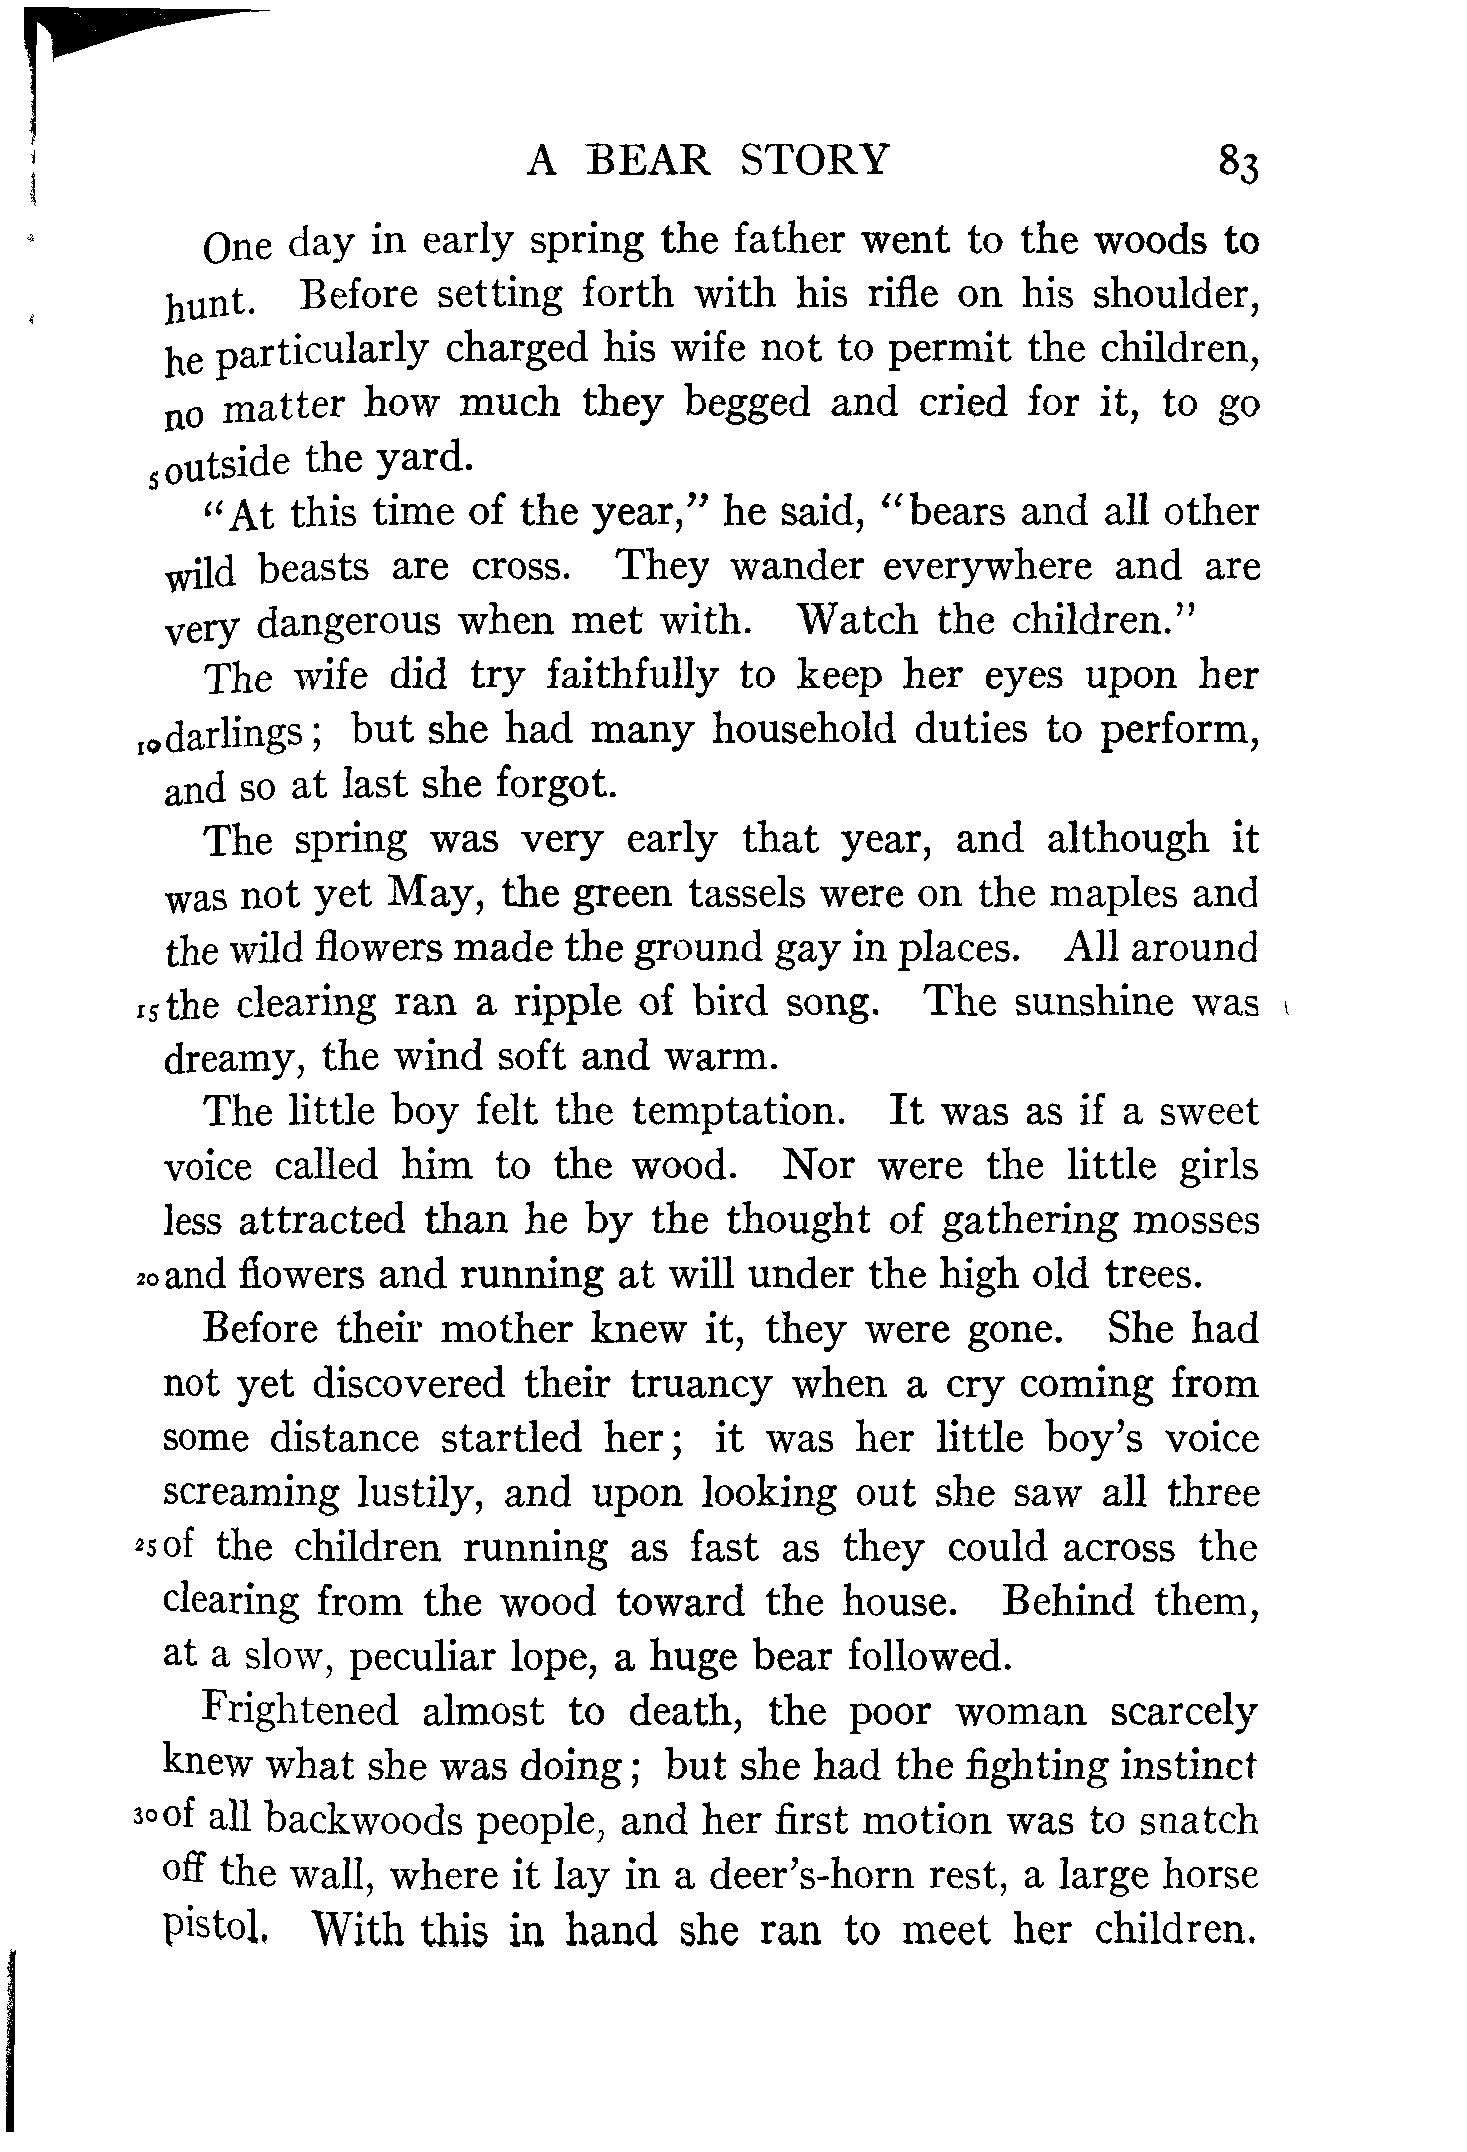 A BEAR STORY 83
One day in early spring the father went to the woods to
hunt. Before setting forth with his rifle on his shoulder,
he particularly charged his wife not to permit the children,
no matter how much they begged and cried for it, to go
5 outside the yard.
"At this time of the year," he said, "bears and all other
wild beasts are cross. They wander everywhere and are
very dangerous when met with. Watch the children."
The wife did try faithfully to keep her eyes upon her
10 darlings; but she had many household duties to perform,
and so at last she forgot.
The spring was very early that year, and although it
was not yet May, the green tassels were on the maples and
the wild flowers made the ground gay in places. All around
15 the clearing ran a ripple of bird song. The sunshine was
dreamy, the wind soft and warm.
The little boy felt the temptation. It was as if a sweet
voice called him to the wood. Nor were the little girls
less attracted than he by the thought of gathering mosses
20 and flowers and running at will under the high old trees.
Before their mother knew it, they were gone. She had
not yet discovered their truancy when a cry coming from
some distance startled her; it was her little boy's voice
screaming lustily, and upon looking out she saw all three
25 of the children running as fast as they could across the
clearing from the wood toward the house. Behind them,
at a slow, peculiar lope, a huge bear followed.
Frightened almost to death, the poor woman scarcely
knew what she was doing; but she had the fighting instinct
30 of all backwoods people, and her first motion was to snatch
off the wall, where it lay in a deer's-horn rest, a large horse
pistol. With this in hand she ran to meet her children.